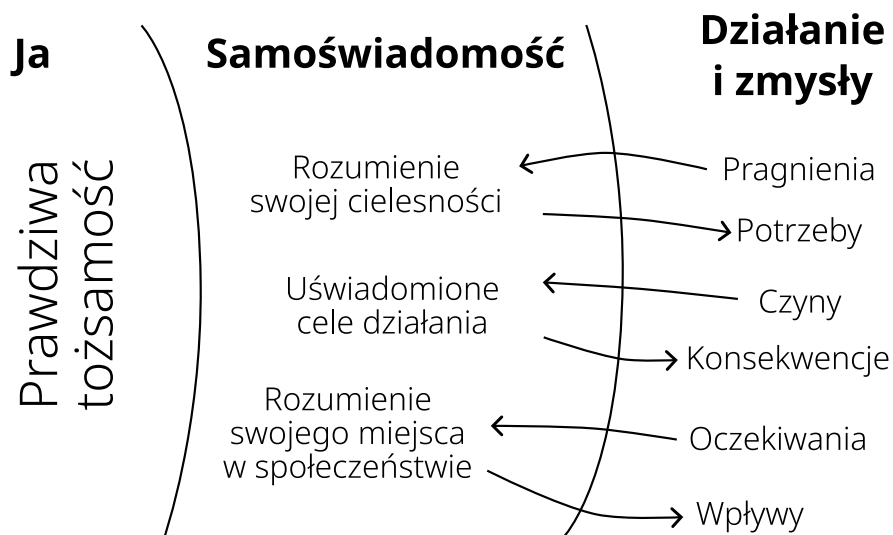 Ja
Samoświadomość
Działanie
i zmysły
Prawdziwa
tożsamość
Rozumienie
swojej cielesności
Uświadomione
cele działania
Rozumienie
swojego miejsca
w społeczeństwie
Pragnienia
Potrzeby
Czyny
Konsekwencje
Oczekiwania
Wpływy